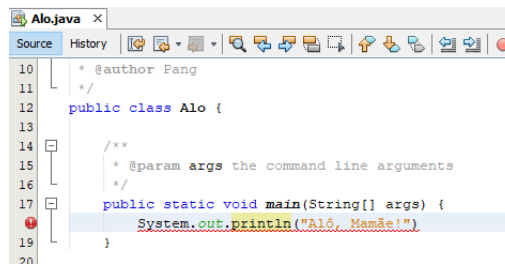 Alo.java X
Source History
10 * @author Pang
11 */
12 public class Alo {
13
14 /**
15 * @param args the command line arguments
16 */
17 public static void main(String[] args) {
System.out.println("Alô, Mamãe!")
19 }
20